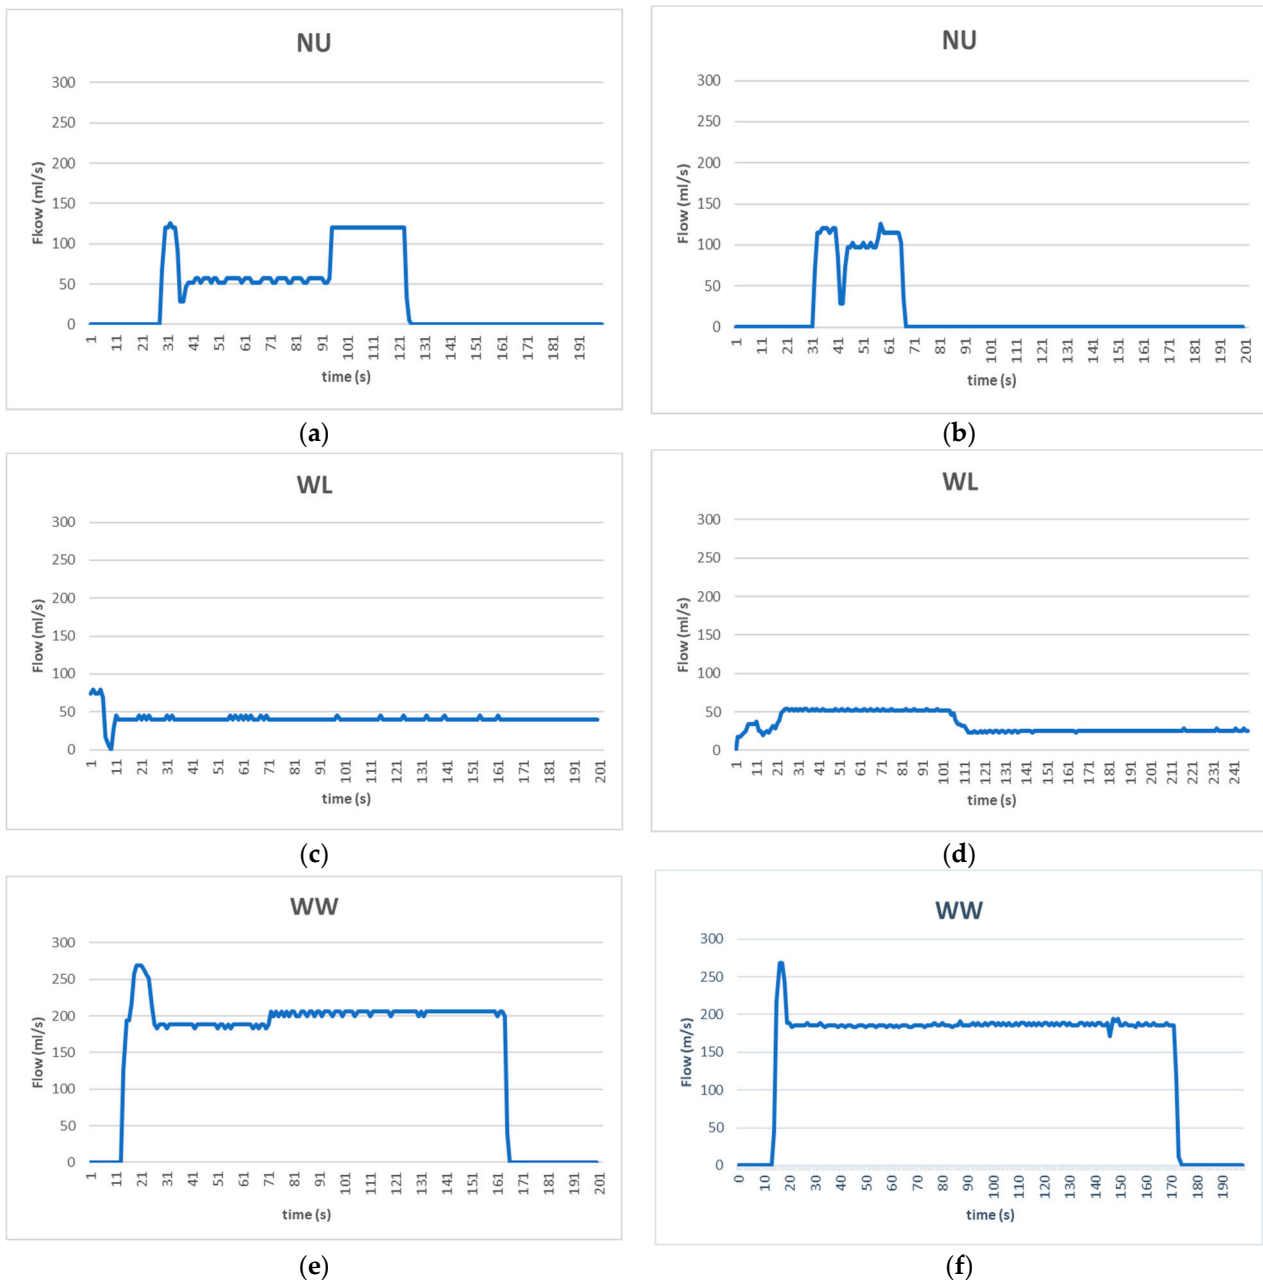 NU
300
250
200
150
100
50
0
Fkow (ml/s)
1 11 21 31 41 51 61 71 81 91 101 111 121 131 141 151 161 171 181 191
time (s)
(a)
NU
300
250
200
150
100
50
0
Flow (ml/s)
1 11 21 31 41 51 61 71 81 91 101 111 121 131 141 151 161 171 181 191 201
time (s)
(b)
WL
300
250
200
150
100
50
0
Flow (ml/s)
1 11 21 31 41 51 61 71 81 91 101 111 121 131 141 151 161 171 181 191 201
time (s)
(c)
WL
300
250
200
150
100
50
0
Flow (ml/s)
1 11 21 31 41 51 61 71 81 91 101 111 121 131 141 151 161 171 181 191 201 211 221 231 241
time (s)
(d)
WW
300
250
200
150
100
50
0
Flow (ml/s)
1 11 21 31 41 51 61 71 81 91 101 111 121 131 141 151 161 171 181 191 201
time (s)
(e)
WW
300
250
200
150
100
50
0
Flow (m/s)
0 10 20 30 40 50 60 70 80 90 100 110 120 130 140 150 160 170 180 190
time (s)
(f)